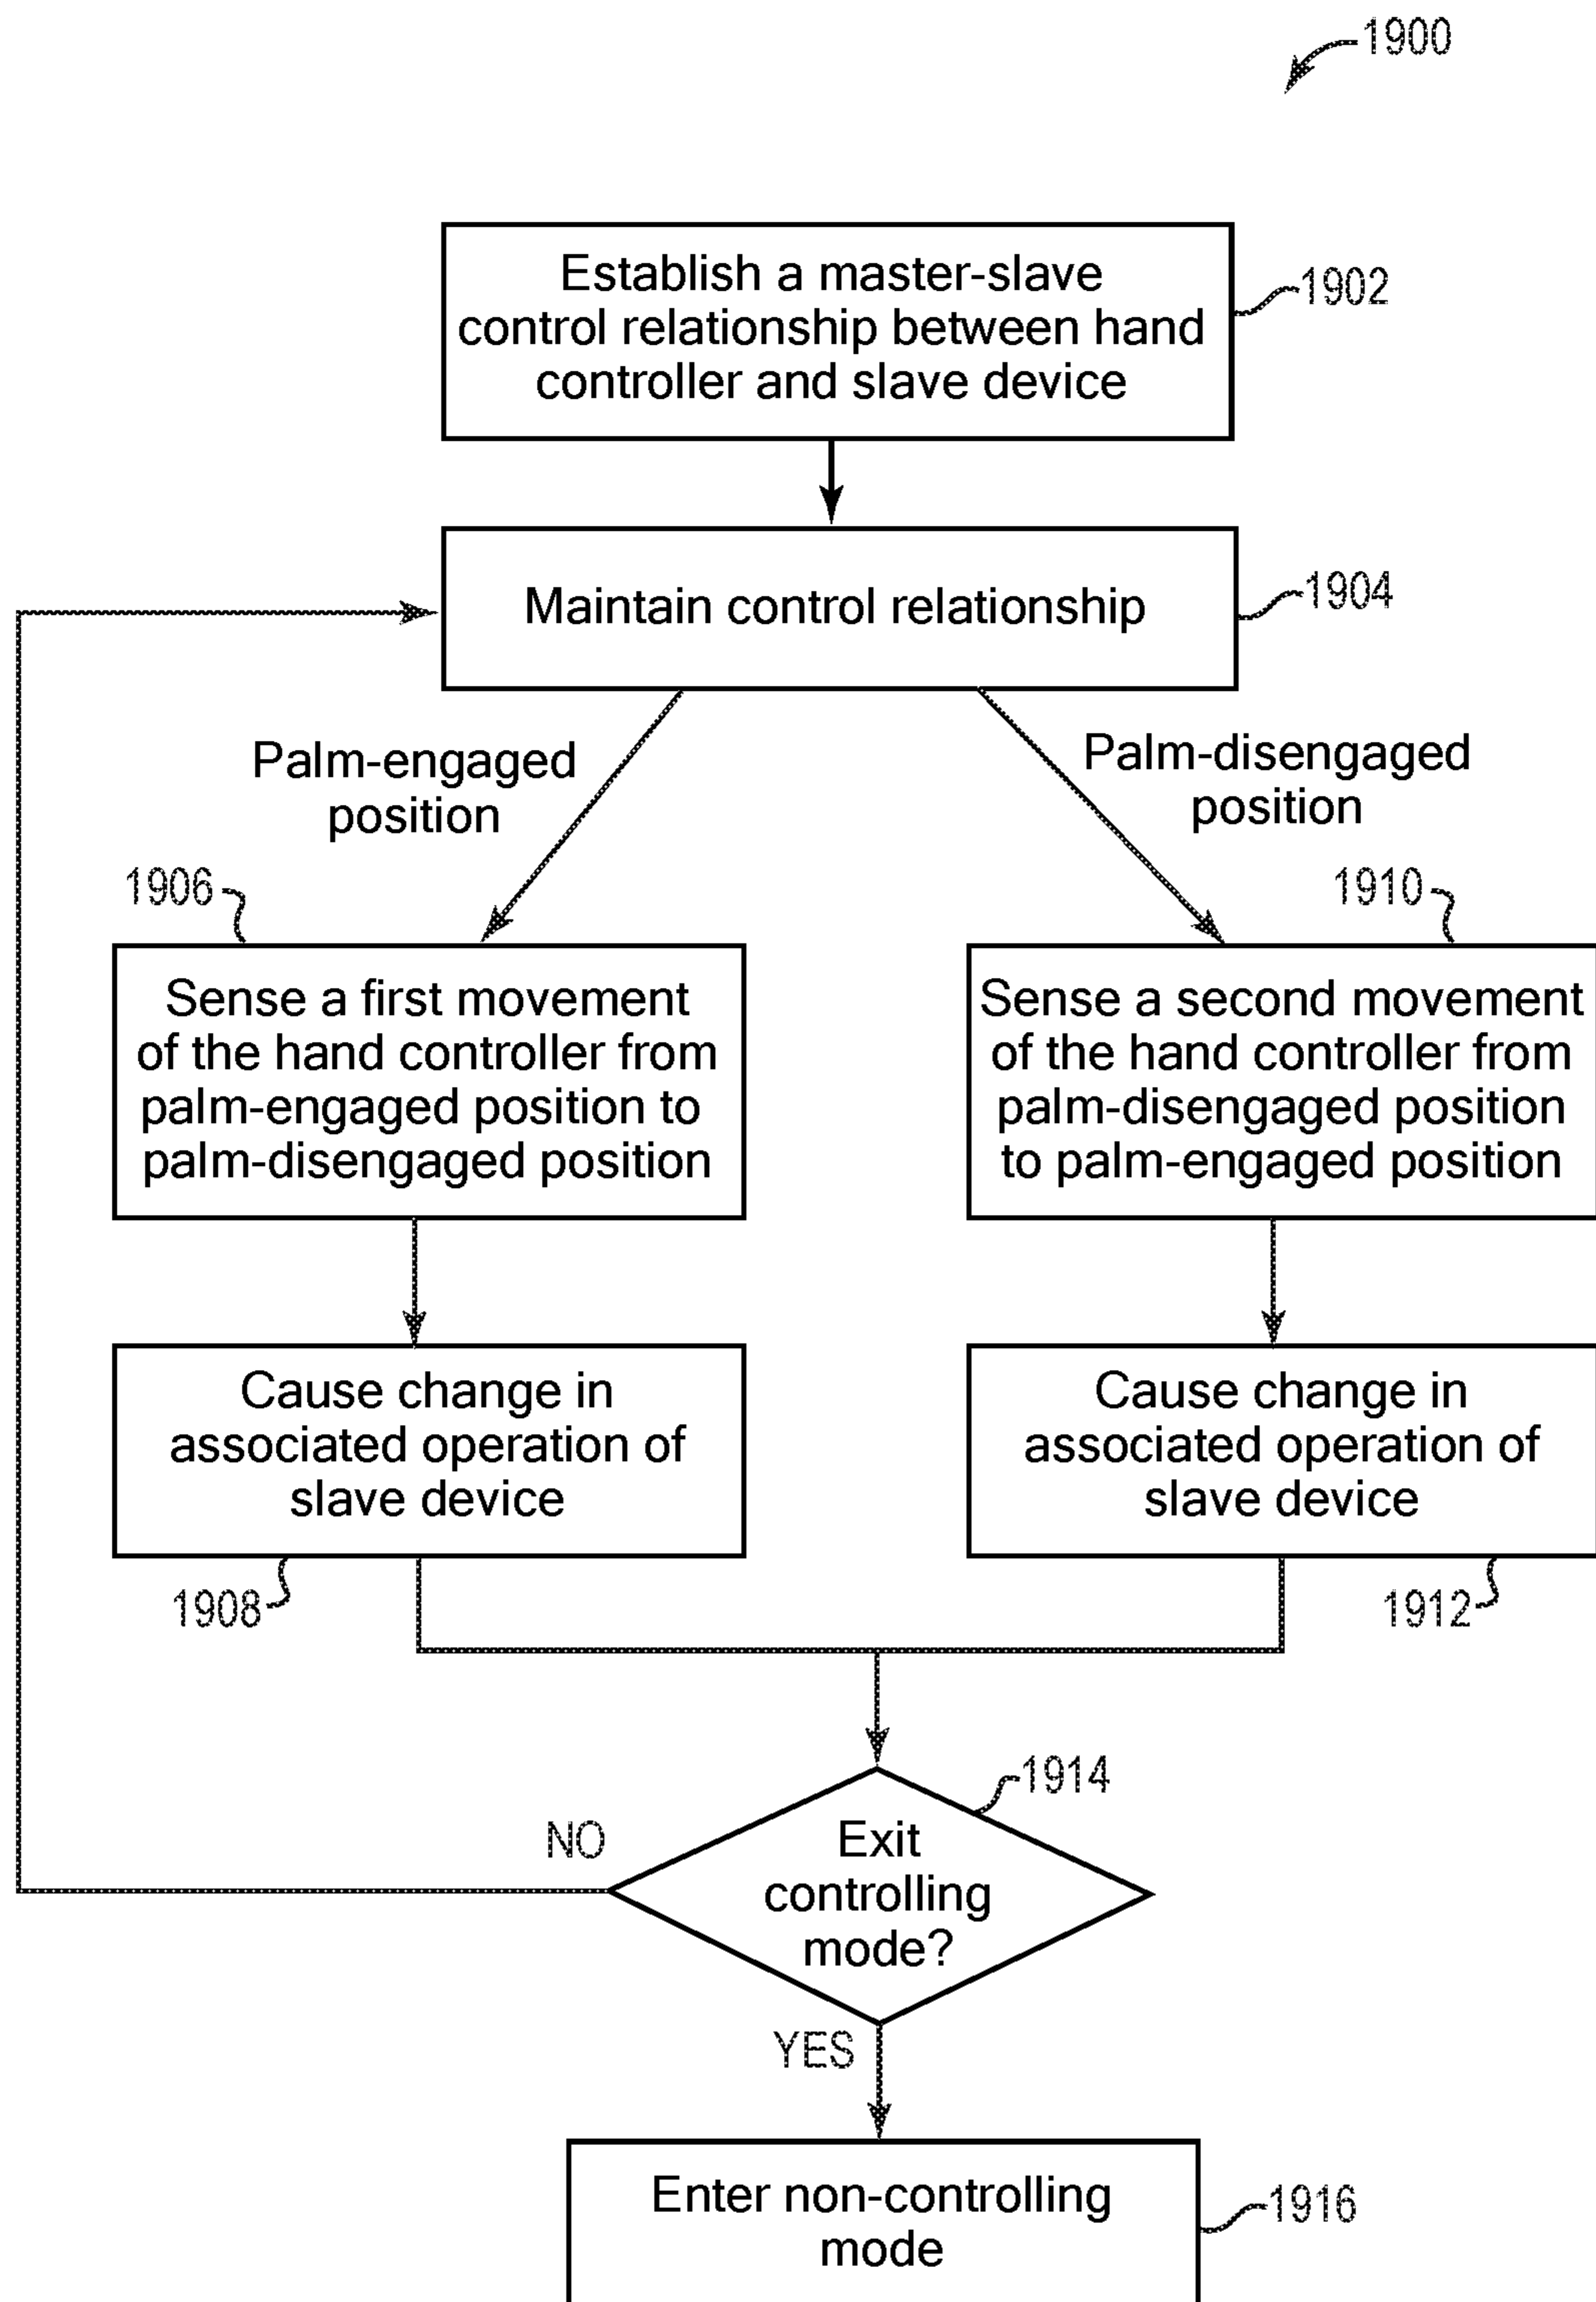 1900
Establish a master-slave
control relationship between hand
controller and slave device
1902
Maintain control relationship
1904
Palm-engaged
position
Palm-disengaged
position
1906
1910
Sense a first movement
of the hand controller from
palm-engaged position to
palm-disengaged position
Sense a second movement
of the hand controller from
palm-disengaged position
to palm-engaged position
Cause change in
associated operation of
slave device
Cause change in
associated operation of
slave device
1908
1912
1914
NO
Exit
controlling
mode?
YES
Enter non-controlling
mode
1916